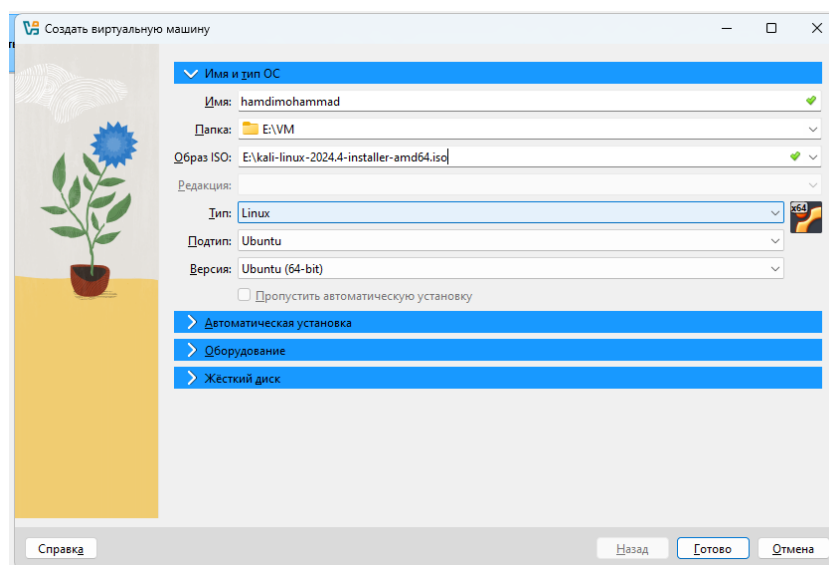 Создать виртуальную машину
Имя и тип ОС
Имя: hamdimohammad
Папка: E:\VM
Образ ISO: E:\kali-linux-2024.4-installer-amd64.iso
Редакция:
Тип: Linux
x64
Подтип: Ubuntu
Версия: Ubuntu (64-bit)
Пропустить автоматическую установку
Автоматическая установка
Оборудование
Жёсткий диск
Справка Назад Готово Отмена